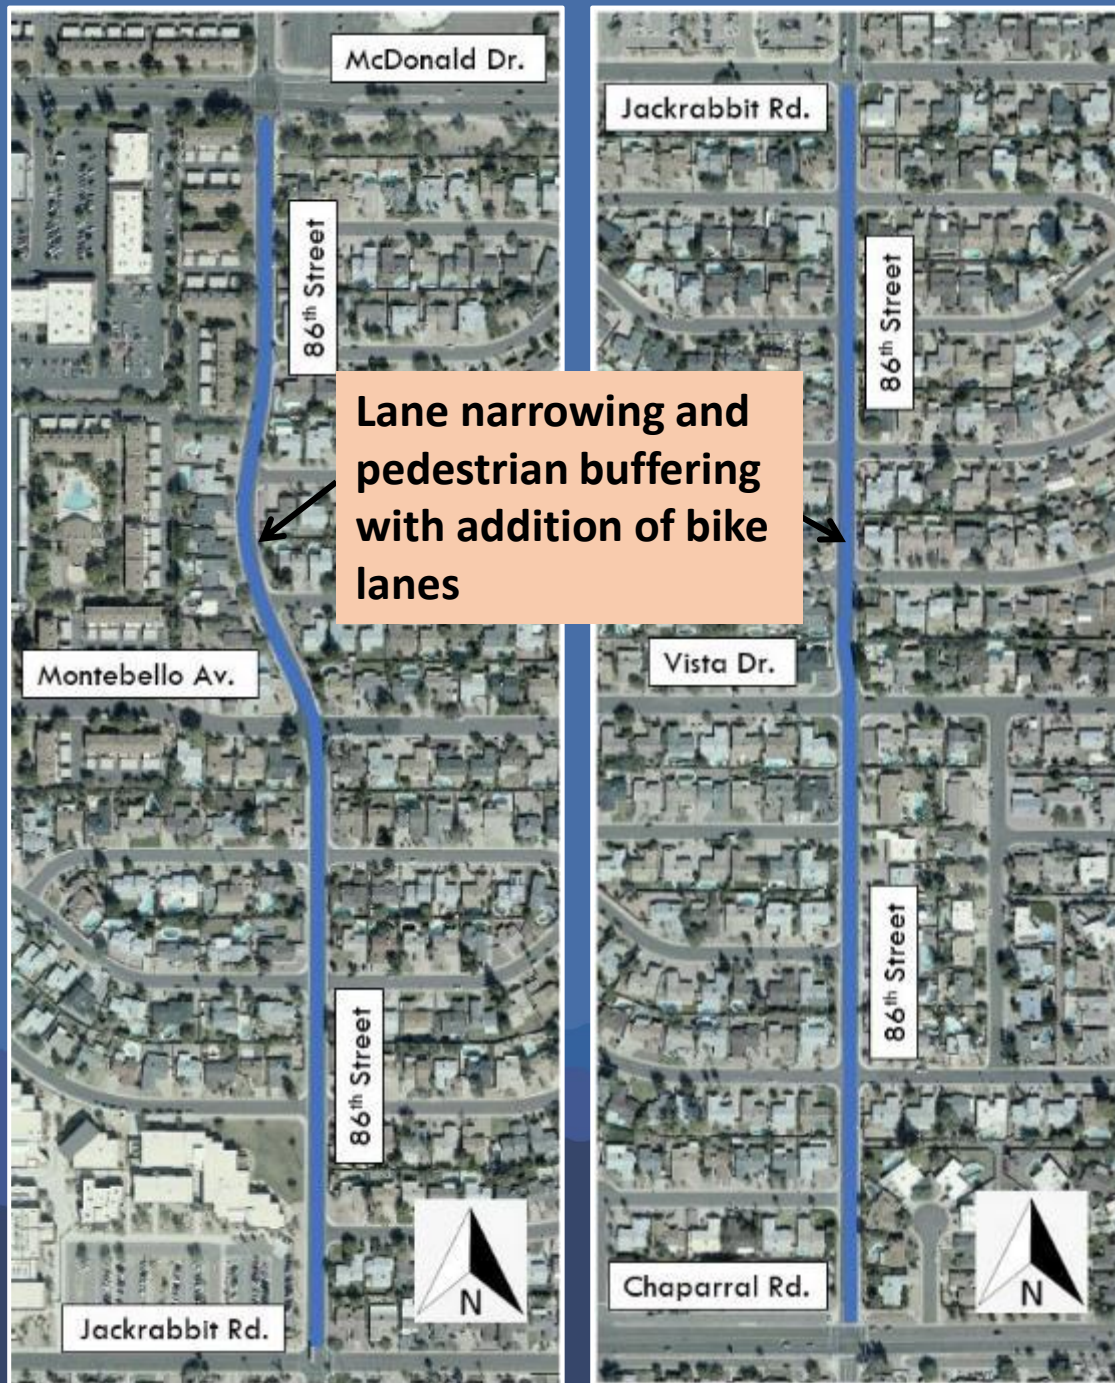 McDonald Dr.
86th Street
Montebello Av.
86th Street
N
Jackrabbit Rd.
Lane narrowing and
pedestrian buffering
with addition of bike
lanes
Jackrabbit Rd.
86th Street
Vista Dr.
86th Street
N
Chaparral Rd.